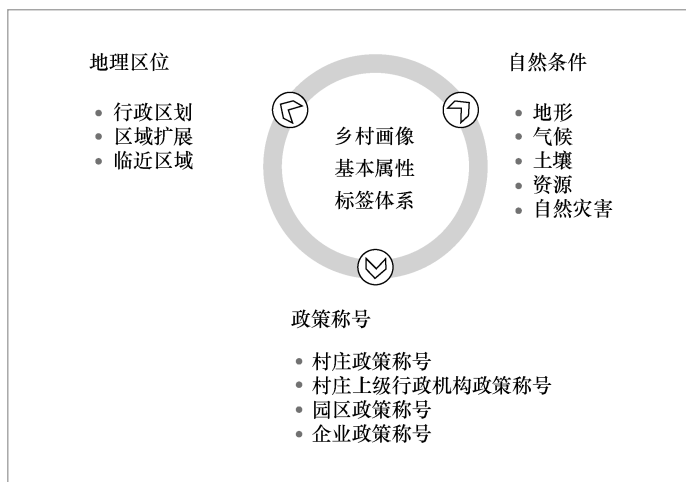 地理区位
行政区划
区域扩展
临近区域
自然条件
地形
气候
土壤
资源
自然灾害
乡村画像
基本属性
标签体系
政策称号
村庄政策称号
村庄上级行政机构政策称号
园区政策称号
企业政策称号